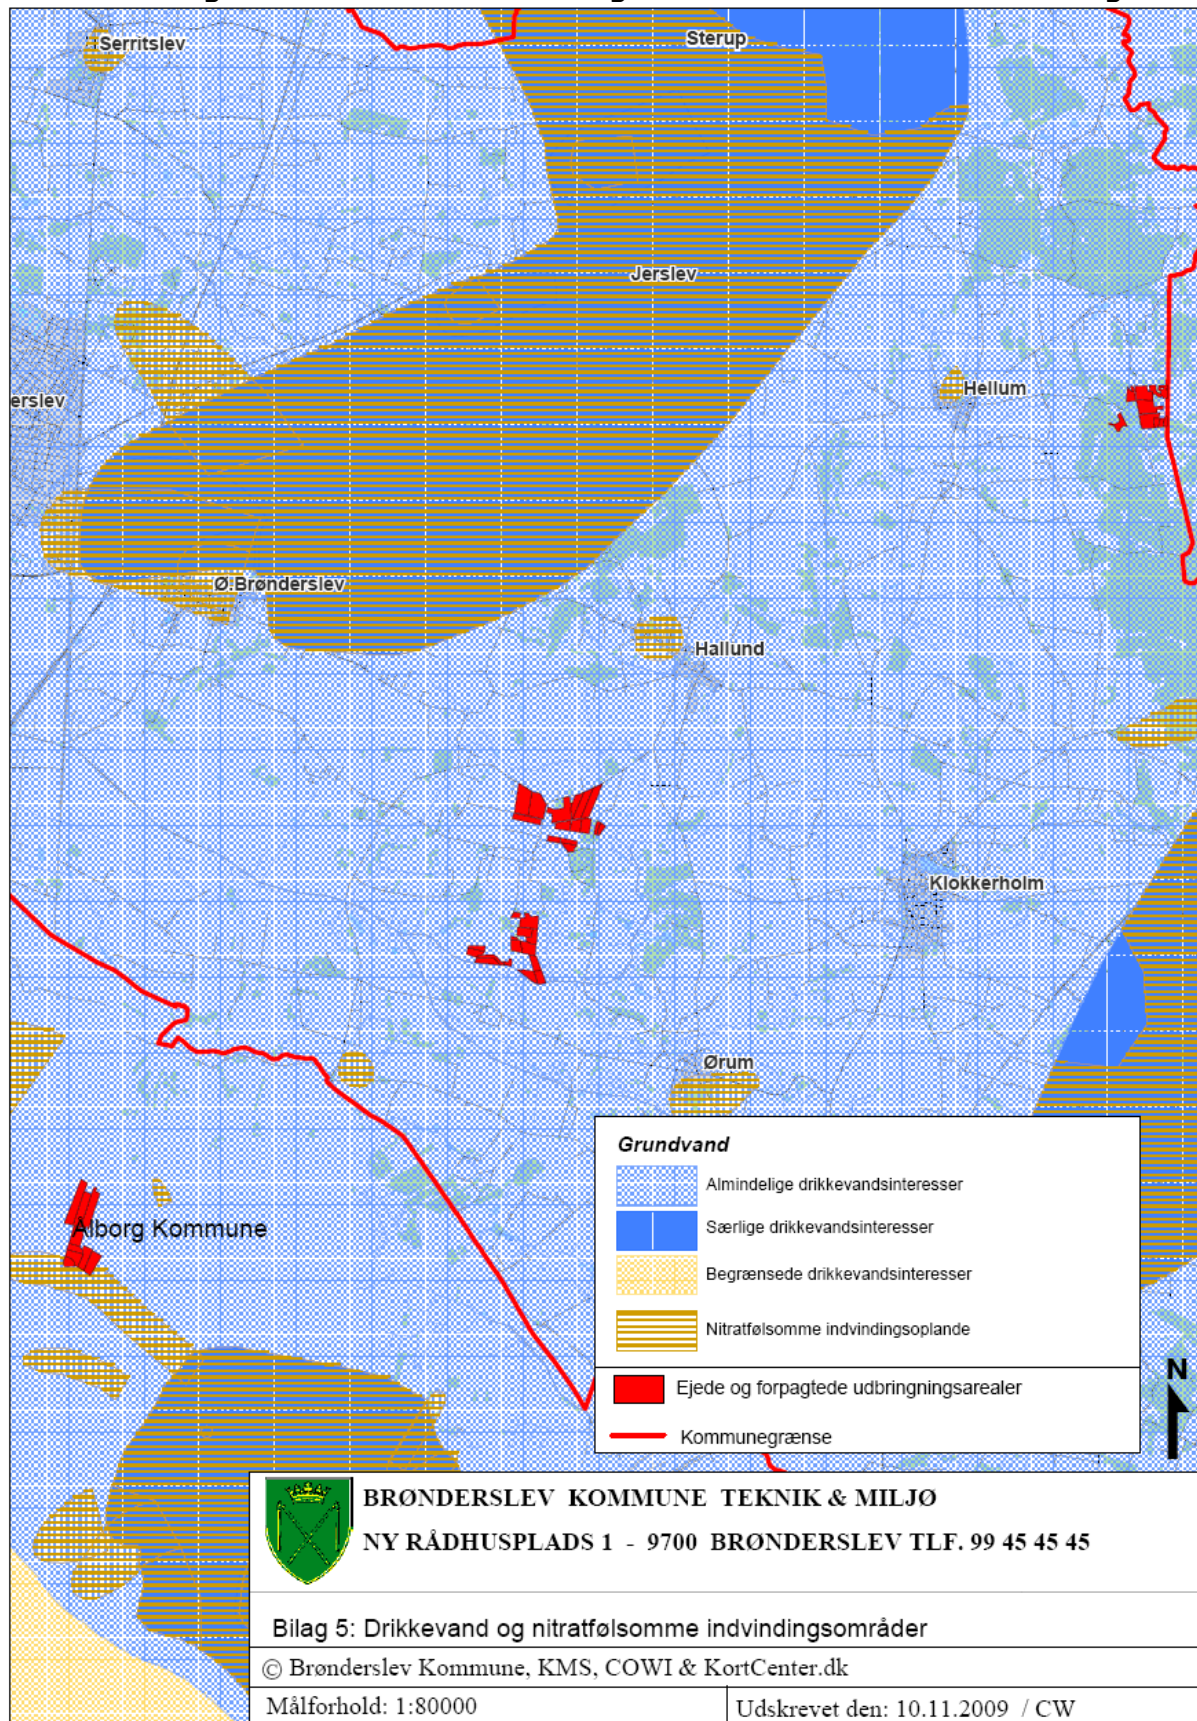 Serritslev
Sterup
Jerslev
erslev
Hellum
Ø.Brønderslev
Hallund
Klokkerholm
Ørum
Ålborg Kommune
Grundvand
Almindelige drikkevandsinteresser
Særlige drikkevandsinteresser
Begrænsede drikkevandsinteresser
Nitratfølsomme indvindingsoplande
Ejede og forpagtede udbringningsarealer
Kommunegrænse
N
BRØNDERSLEV KOMMUNE TEKNIK & MILJØ
NY RÅDHUSPLADS 1 - 9700 BRØNDERSLEV TLF. 99 45 45 45
Bilag 5: Drikkevand og nitratfølsomme indvindingsområder
© Brønderslev Kommune, KMS, COWI & KortCenter.dk
Målforhold: 1:80000
Udskrevet den: 10.11.2009 / CW